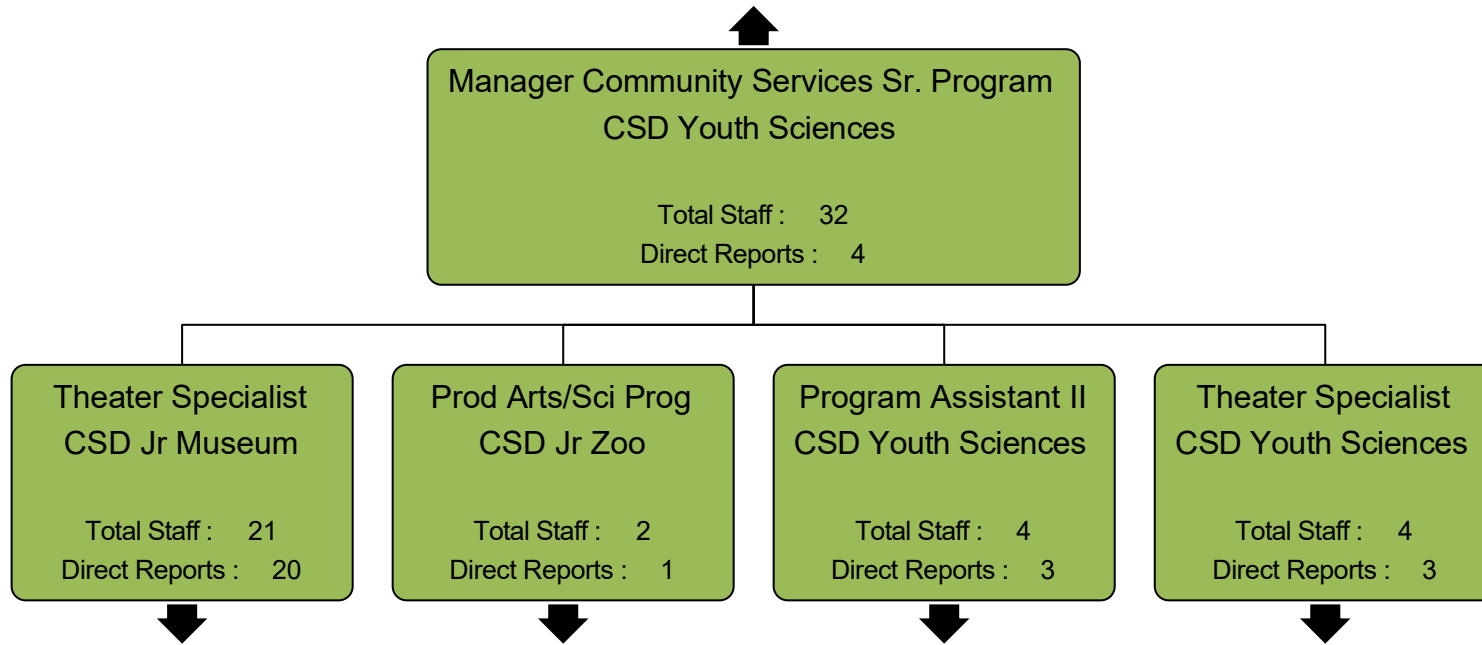 Manager Community Services Sr. Program
CSD Youth Sciences
Total Staff : 32
Direct Reports : 4
Theater Specialist
CSD Jr Museum
Total Staff : 21
Direct Reports : 20
Prod Arts/Sci Prog
CSD Jr Zoo
Total Staff : 2
Direct Reports : 1
Program Assistant II
CSD Youth Sciences
Total Staff : 4
Direct Reports : 3
Theater Specialist
CSD Youth Sciences
Total Staff : 4
Direct Reports : 3